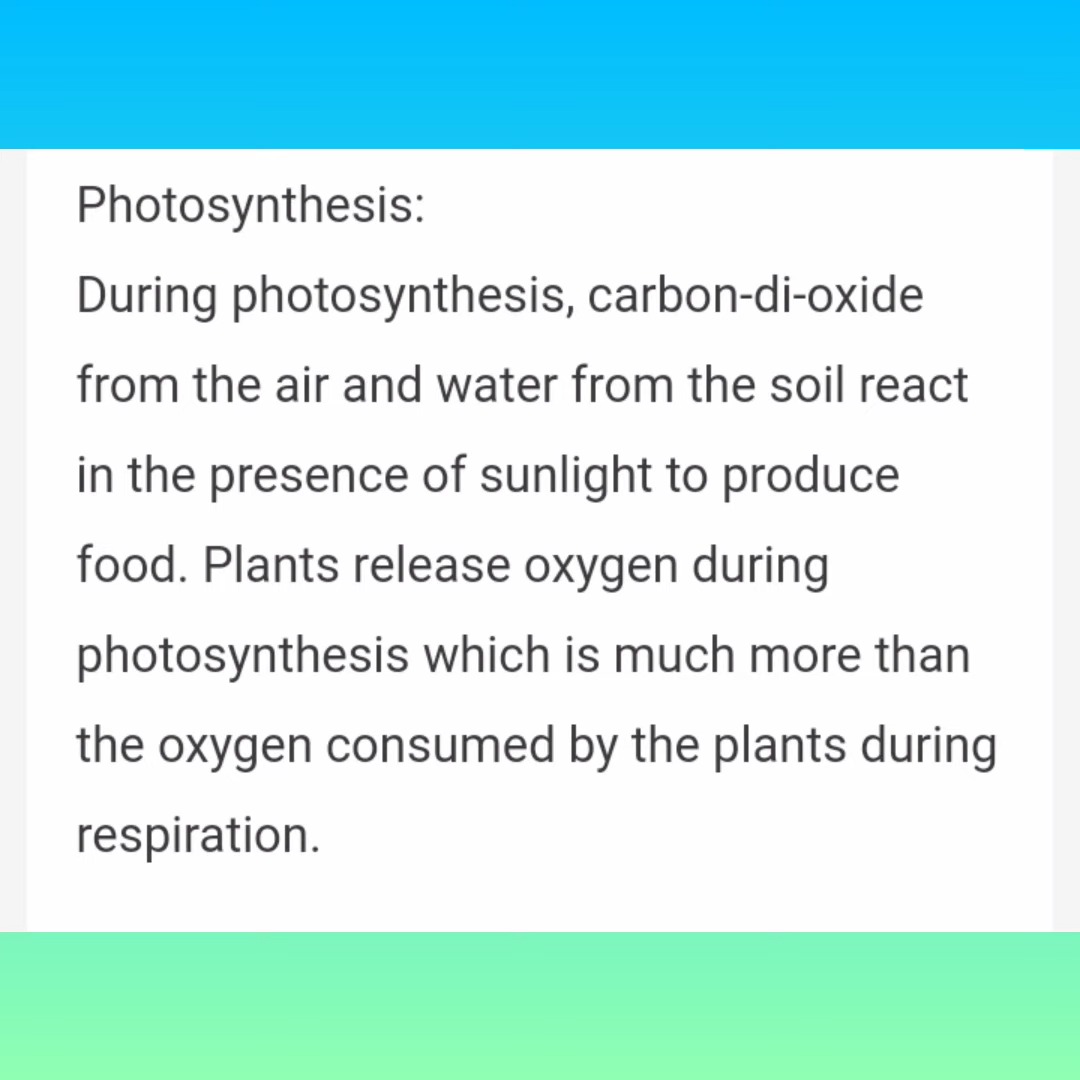 Photosynthesis:
During photosynthesis, carbon-di-oxide
from the air and water from the soil react
in the presence of sunlight to produce
food. Plants release oxygen during
photosynthesis which is much more than
the oxygen consumed by the plants during
respiration.